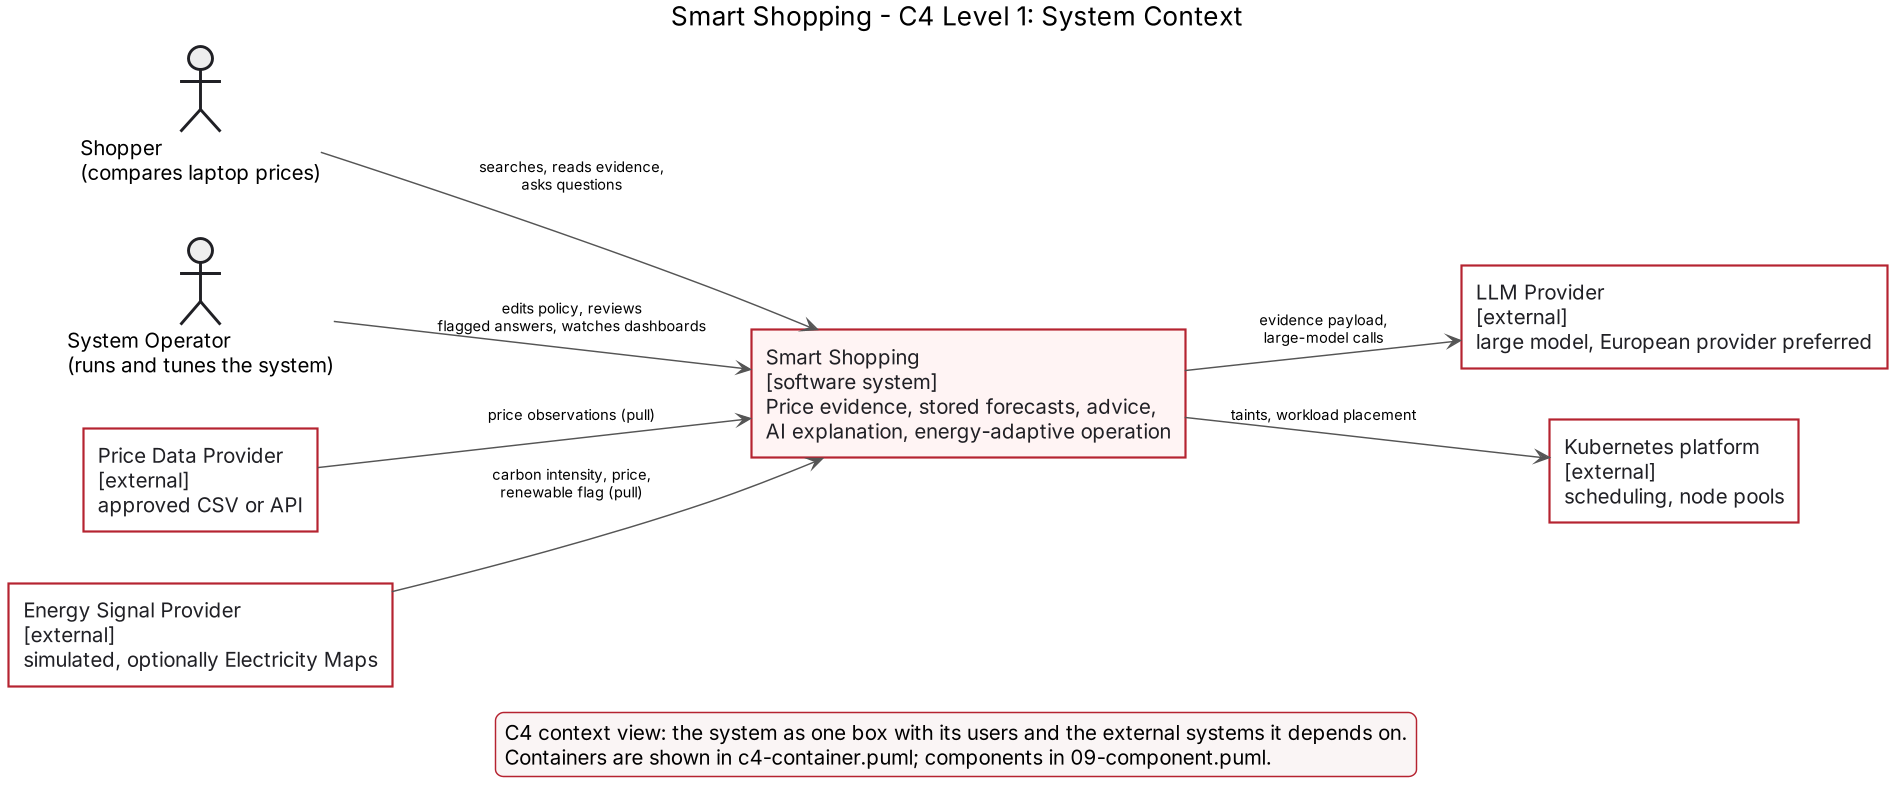 Smart Shopping - C4 Level 1: System Context
Shopper
(compares laptop prices)
searches, reads evidence,
asks questions
System Operator
(runs and tunes the system)
edits policy, reviews
flagged answers, watches dashboards
Price Data Provider
[external]
approved CSV or API
price observations (pull)
Energy Signal Provider
[external]
simulated, optionally Electricity Maps
carbon intensity, price,
renewable flag (pull)
Smart Shopping
[software system]
Price evidence, stored forecasts, advice,
AI explanation, energy-adaptive operation
evidence payload,
large-model calls
LLM Provider
[external]
large model, European provider preferred
taints, workload placement
Kubernetes platform
[external]
scheduling, node pools
C4 context view: the system as one box with its users and the external systems it depends on.
Containers are shown in c4-container.puml; components in 09-component.puml.